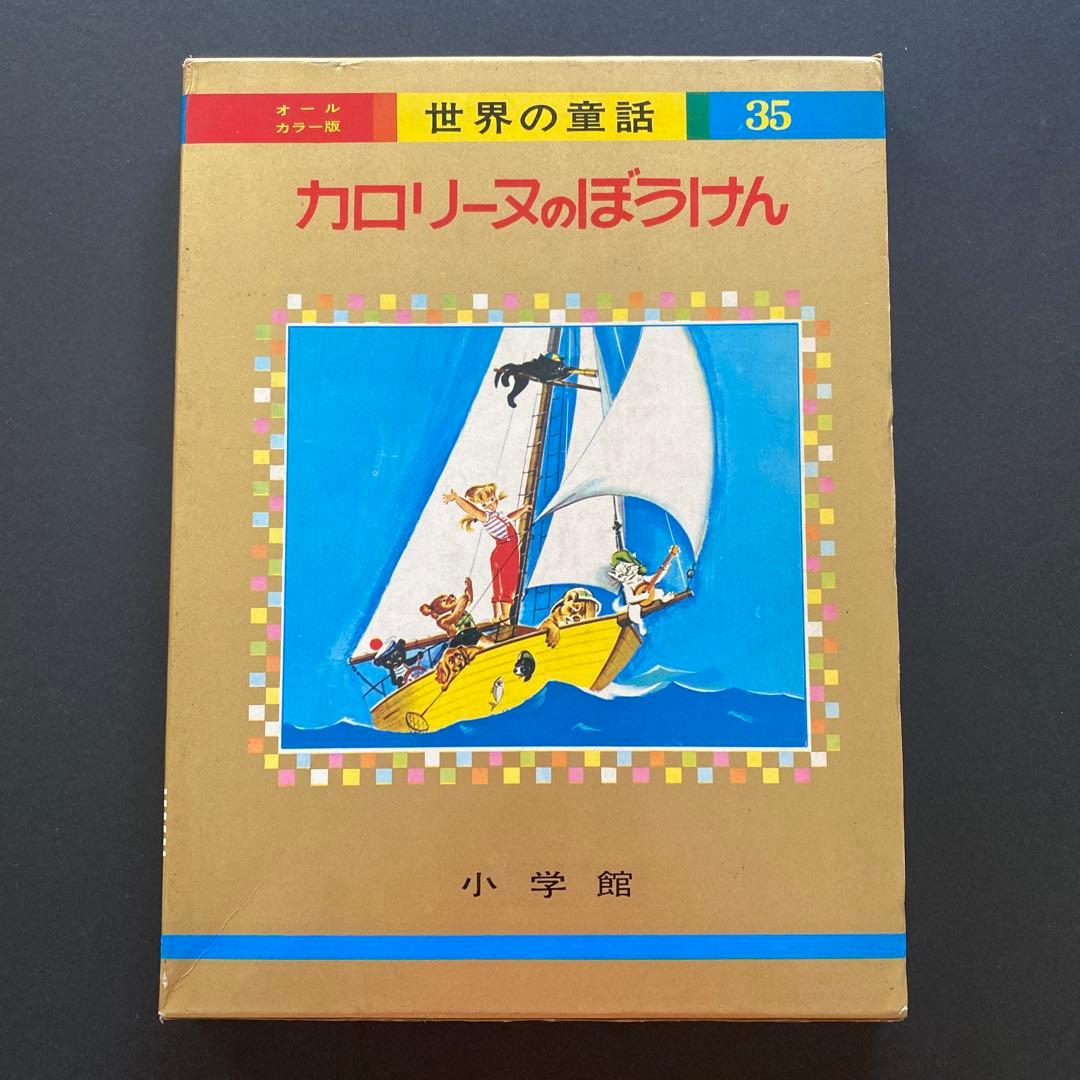 オール
カラー版
世界の童話
35
カロリーヌのぼうけん
小学館